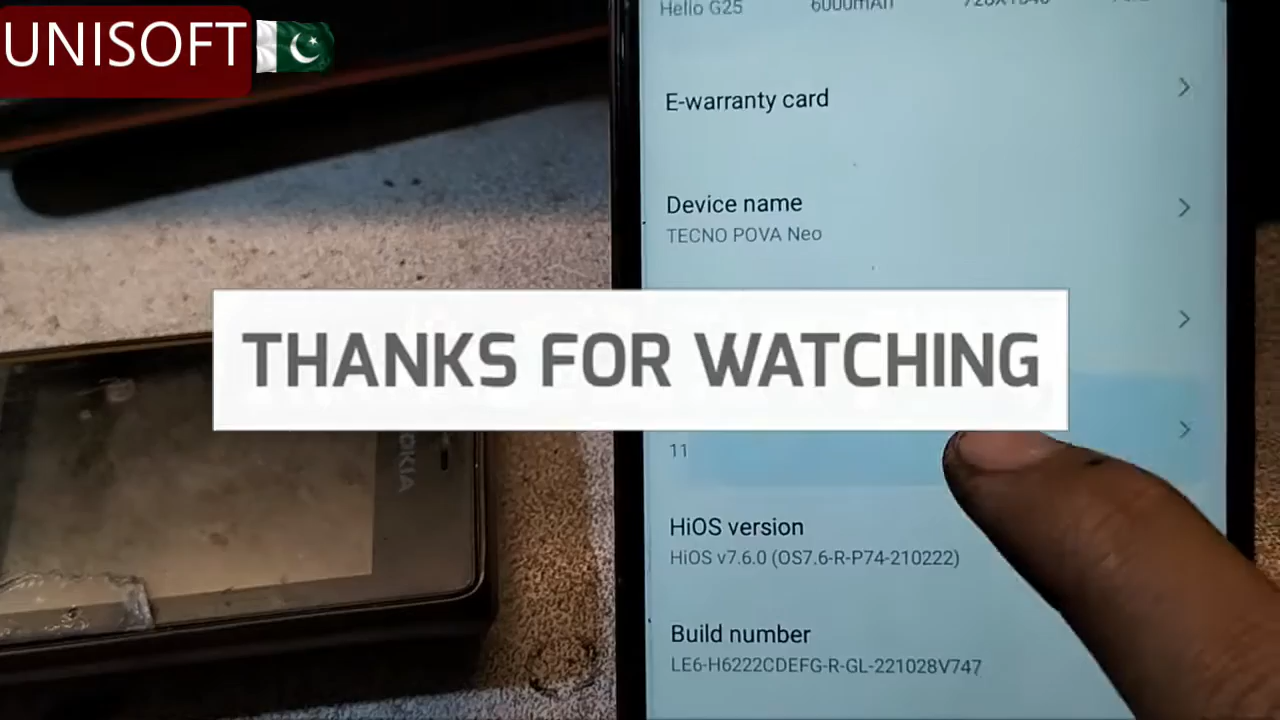 UNISOFT
Hello G25 6000mAh
E-warranty card
Device name
TECNO POVA Neo
THANKS FOR WATCHING
11
HiOS version
HiOS v7.6.0 (OS7.6-R-P74-210222)
Build number
LE6-H6222CDEFG-R-GL-221028V747